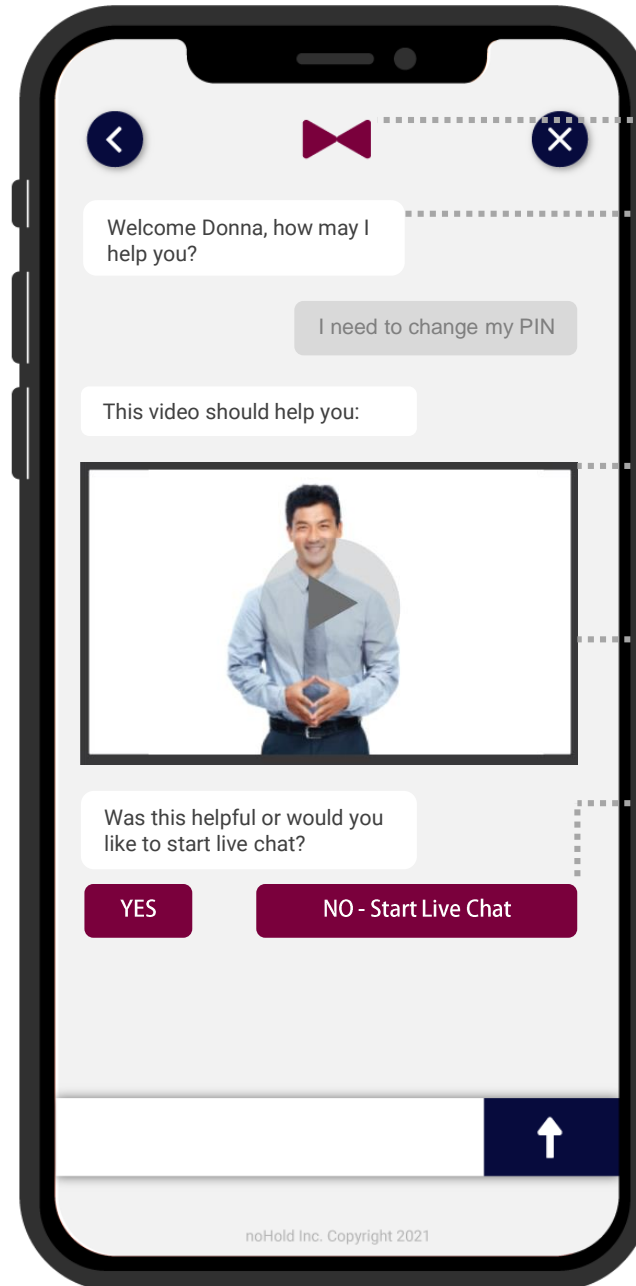 Welcome Donna, how may I
help you?
I need to change my PIN
This video should help you:
Was this helpful or would you
like to start live chat?
YES
NO - Start Live Chat
noHold Inc. Copyright 2021